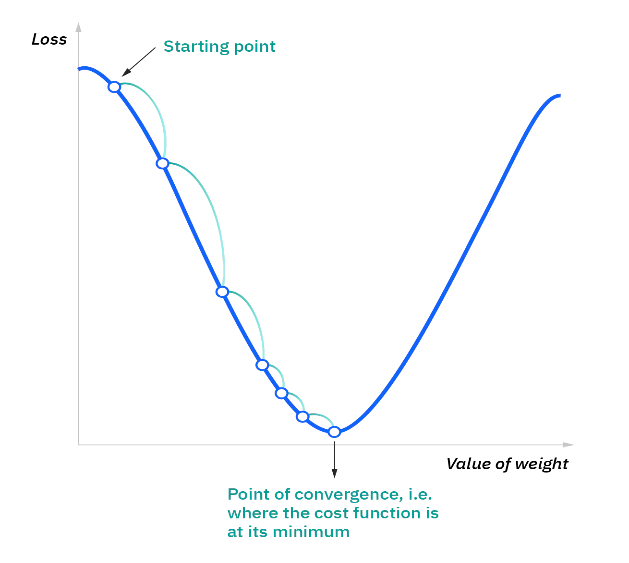 Loss
Starting point
Value of weight
Point of convergence, i.e.
where the cost function is
at its minimum